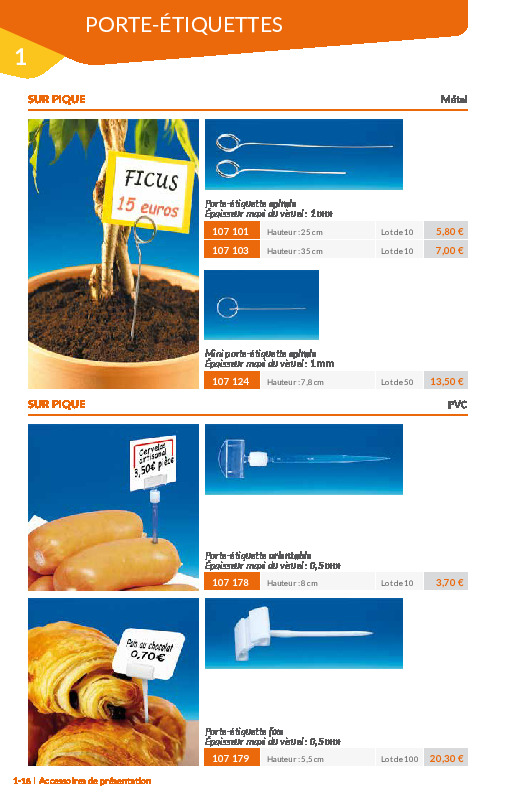 PORTE-ÉTIQUETTES
1
SUR PIQUE
Métal
FICUS
15 euros
Porte-étiquette spirale
Épaisseur maxi du visuel : 1 mm
107 101 Hauteur : 25 cm Lot de 10 5,80 €
107 103 Hauteur : 35 cm Lot de 10 7,00 €
Mini porte-étiquette spirale
Épaisseur maxi du visuel : 1 mm
107 124 Hauteur : 7,8 cm Lot de 50 13,50 €
SUR PIQUE
PVC
Cervelas
artisanal
3,50€ pièce
Porte-étiquette orientable
Épaisseur maxi du visuel : 0,5 mm
107 178 Hauteur : 8 cm Lot de 10 3,70 €
Pain au chocolat
0,70€
Porte-étiquette fixe
Épaisseur maxi du visuel : 0,5 mm
107 179 Hauteur : 5,5 cm Lot de 100 20,30 €
1-16 | Accessoires de présentation